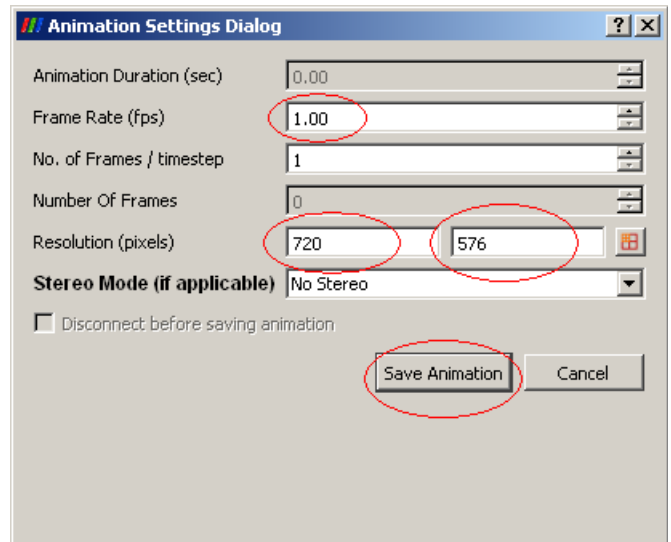 Animation Settings Dialog
Animation Duration (sec) 0.00
Frame Rate (fps) 1.00
No. of Frames / timestep 1
Number Of Frames 0
Resolution (pixels) 720 576
Stereo Mode (if applicable) No Stereo
Disconnect before saving animation
Save Animation Cancel